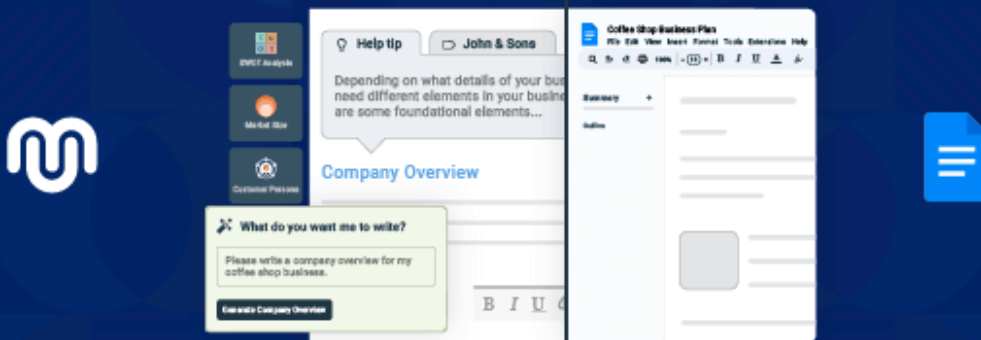 SWOT Analysis
Market Size
Customer Persona
Help tip
John & Sons
Depending on what details of your bus
need different elements in your busine
are some foundational elements...
Company Overview
What do you want me to write?
Please write a company overview for my
coffee shop business.
Generate Company Overview
B I U
Coffee Shop Business Plan
File Edit View Insert Format Tools Extensions Help
100%
B I U A
Summary +
Outline